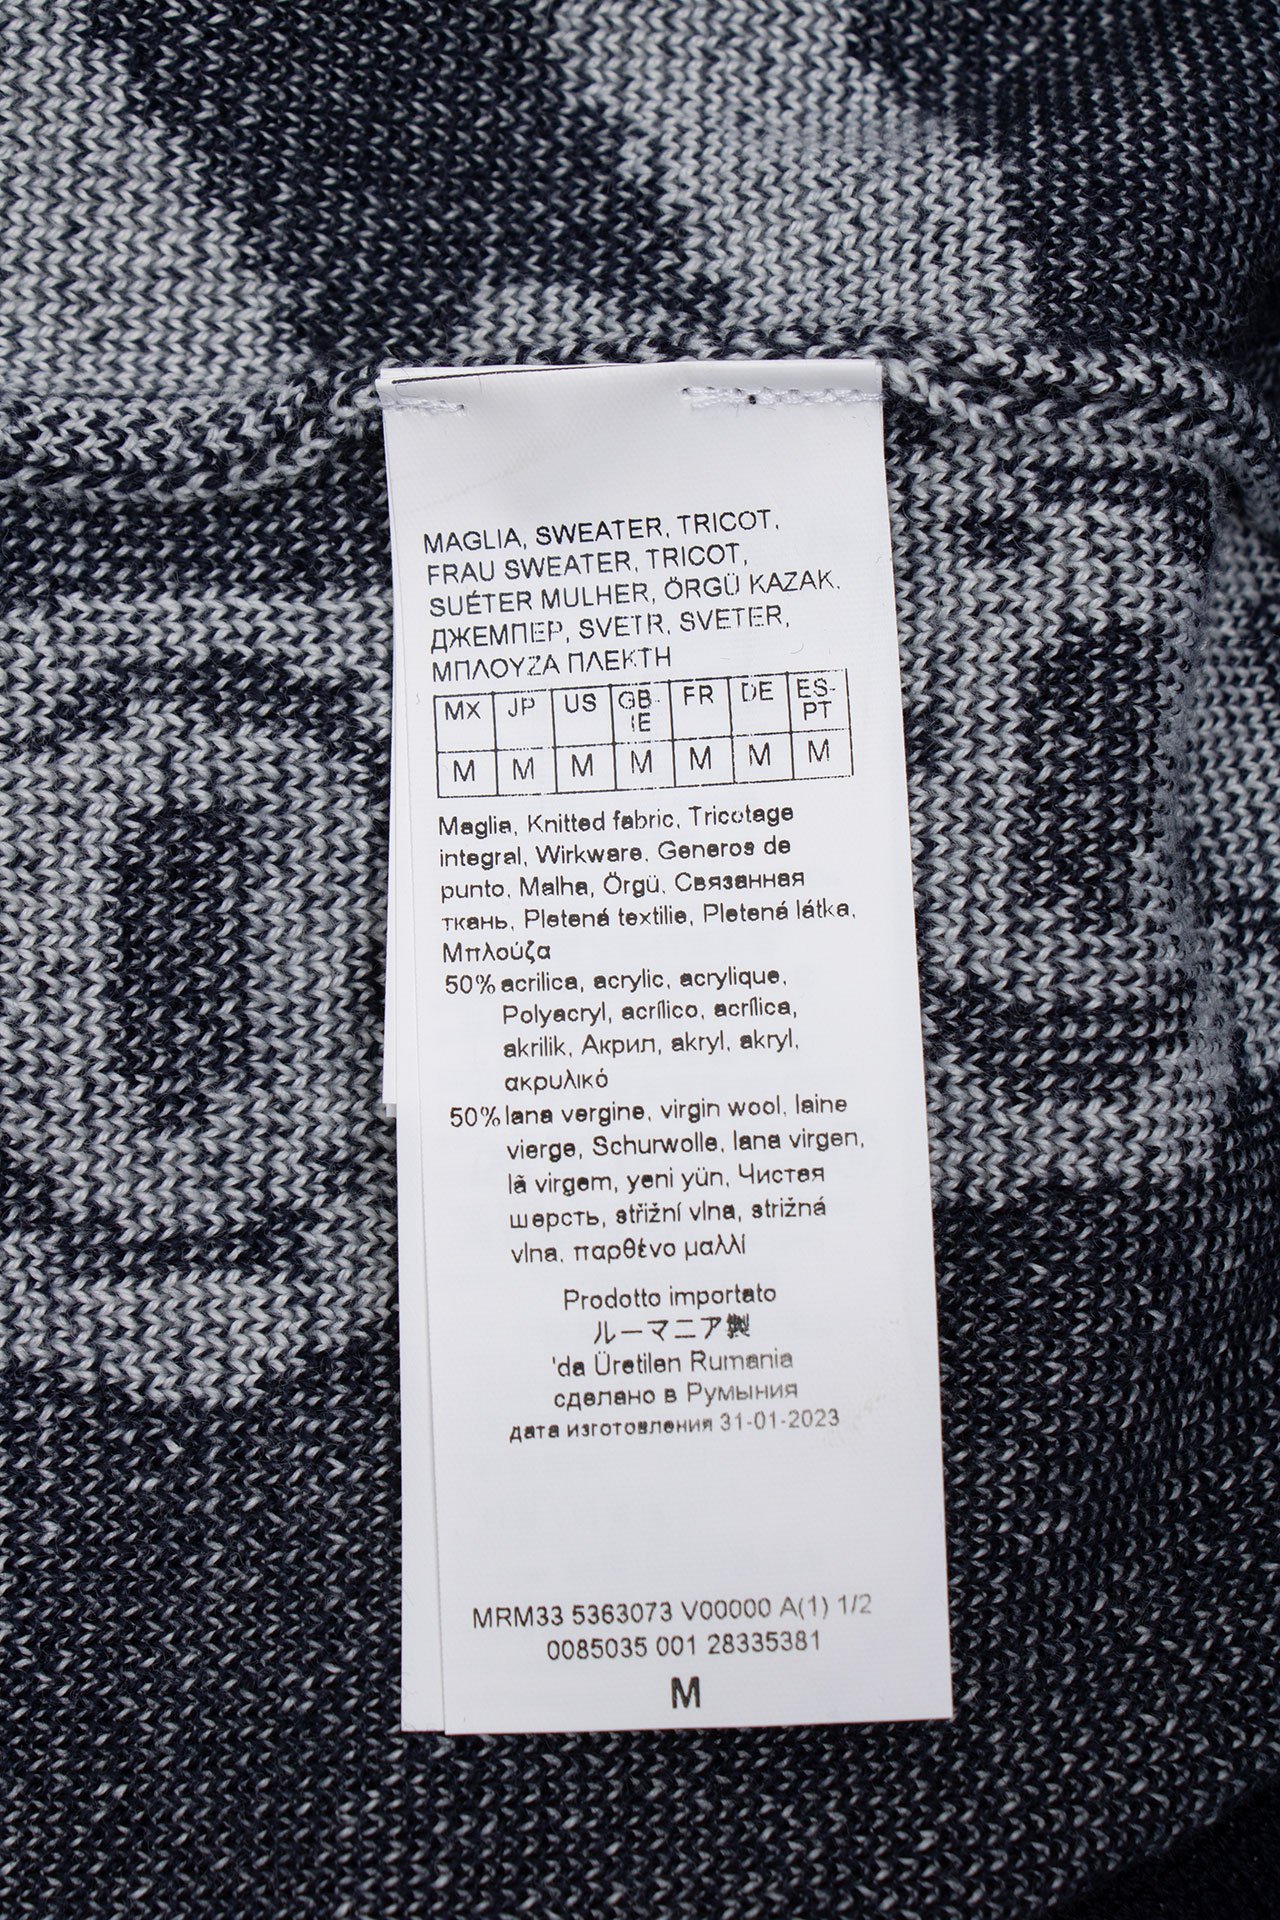 MAGLIA, SWEATER, TRICOT,
FRAU SWEATER, TRICOT,
SUÉTER MULHER, ÖRGÜ KAZAK,
ДЖЕМПЕР, SVETR, SVETER,
ΜΠΛΟΥΖΑ ΠΛΕΚΤΗ
MX JP US GB-IE FR DE ES-PT
M M M M M M M
Maglia, Knitted fabric, Tricotage
integral, Wirkware, Generos de
punto, Malha, Örgü, Связанная
ткань, Pletená textilie, Pletená látka,
Μπλούζα
50% acrilica, acrylic, acrylique,
Polyacryl, acrílico, acrílica,
akrilik, Акрил, akryl, akryl,
ακρυλικό
50% lana vergine, virgin wool, laine
vierge, Schurwolle, lana virgen,
lã virgem, yeni yün, Чистая
шерсть, střižní vlna, strižná
vlna, παρθένο μαλλί
Prodotto importato
ルーマニア製
'da Üretilen Rumania
сделано в Румыния
дата изготовления 31-01-2023
MRM33 5363073 V00000 A(1) 1/2
0085035 001 28335381
M